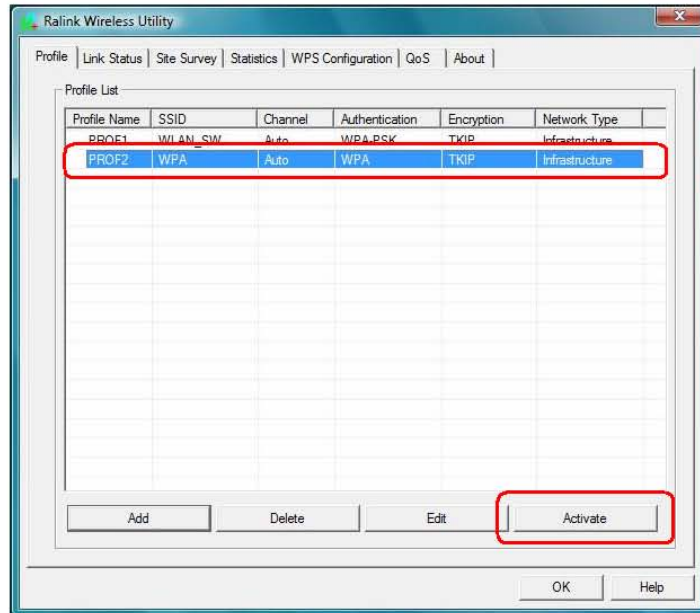 Ralink Wireless Utility
Profile Link Status Site Survey Statistics WPS Configuration QoS About
Profile List
Profile Name SSID Channel Authentication Encryption Network Type
PROF1 WLAN_SW Auto WPA-PSK TKIP Infrastructure
PROF2 WPA Auto WPA TKIP Infrastructure
Add Delete Edit Activate
OK Help